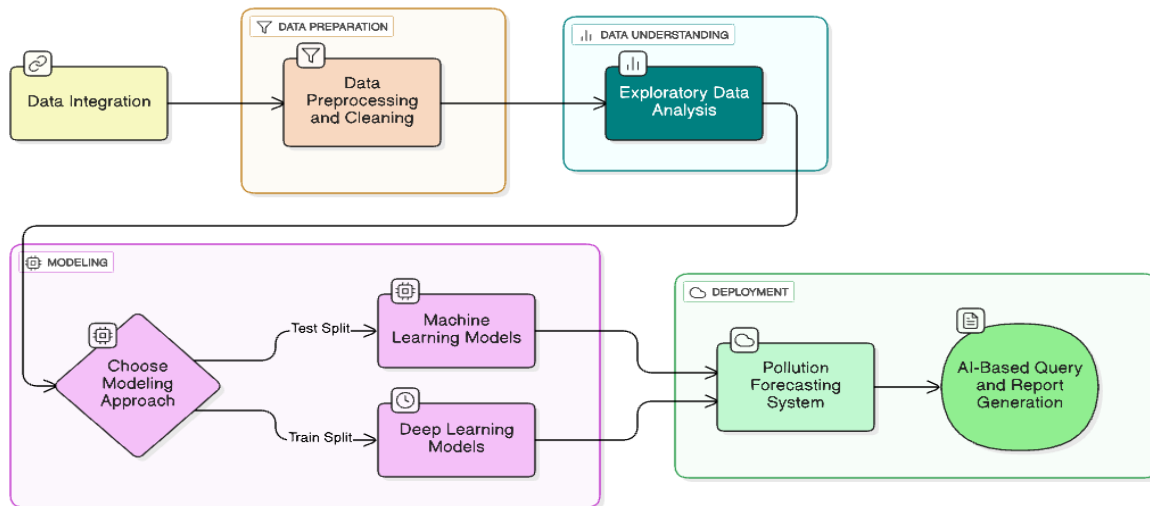 DATA PREPARATION
DATA UNDERSTANDING
Data Integration
Data
Preprocessing
and Cleaning
Exploratory Data
Analysis
MODELING
DEPLOYMENT
Choose
Modeling
Approach
Test Split
Machine
Learning Models
Train Split
Deep Learning
Models
Pollution
Forecasting
System
AI-Based Query
and Report
Generation